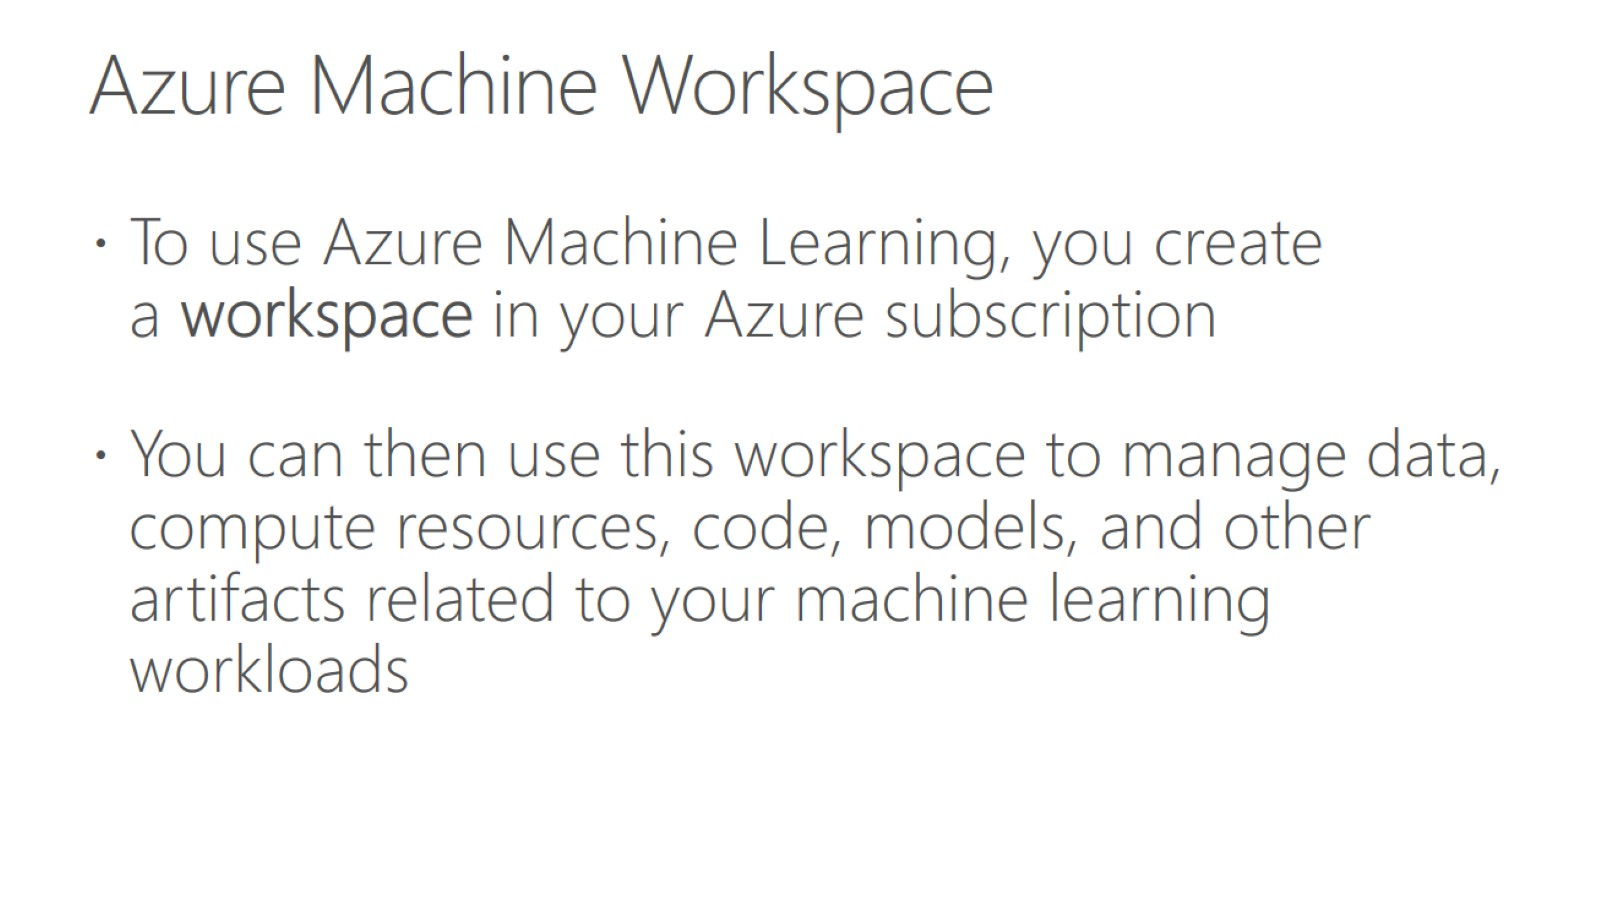 Azure Machine Workspace
· To use Azure Machine Learning, you create
a workspace in your Azure subscription
· You can then use this workspace to manage data,
compute resources, code, models, and other
artifacts related to your machine learning
workloads